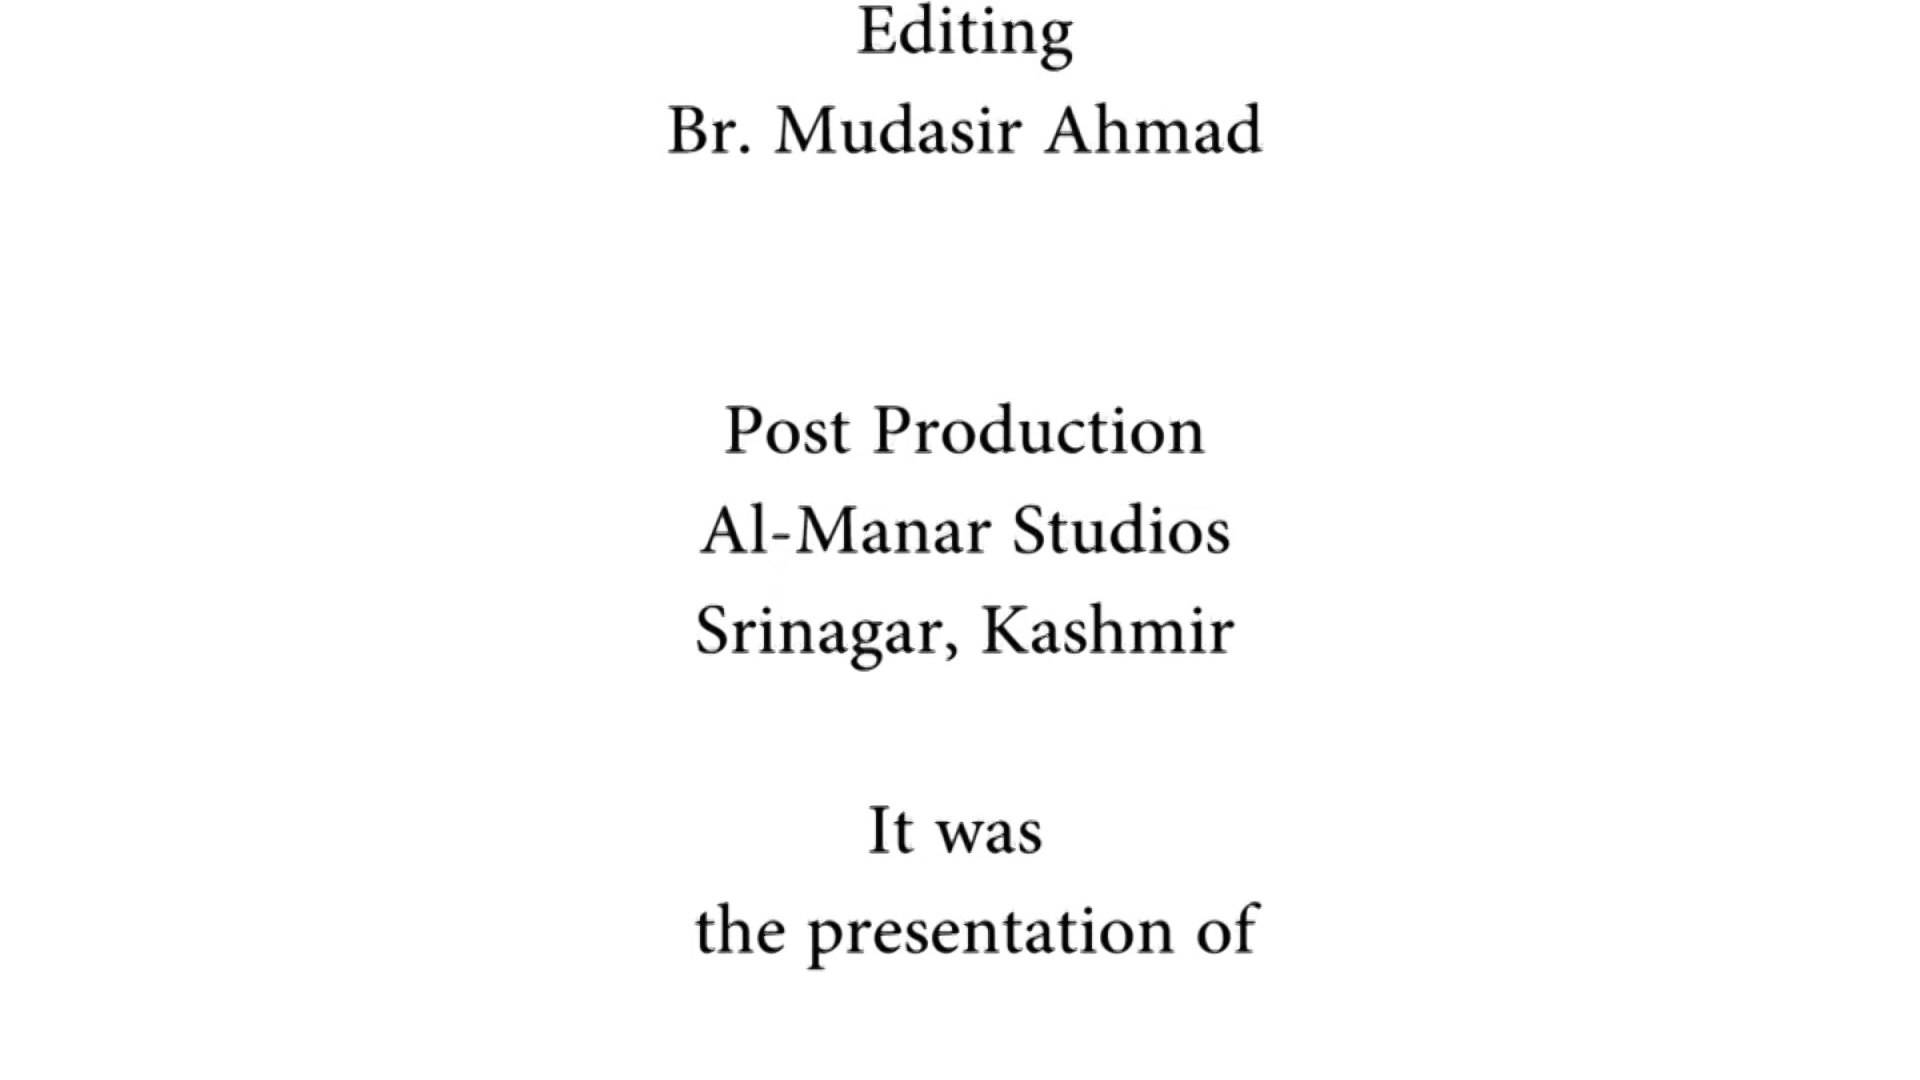 Editing
Br. Mudasir Ahmad
Post Production
Al-Manar Studios
Srinagar, Kashmir
It was
the presentation of